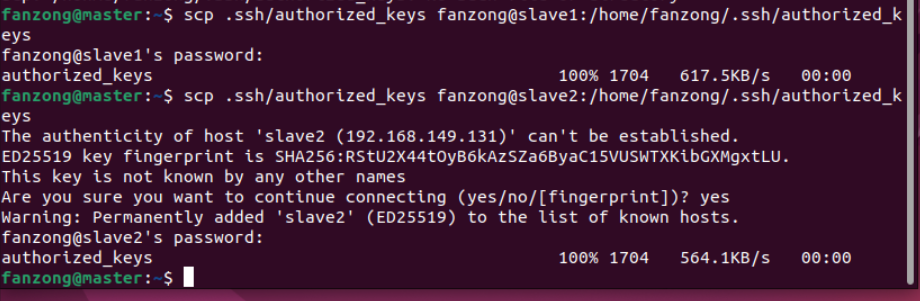 fanzong@master:~$ scp .ssh/authorized_keys fanzong@slave1:/home/fanzong/.ssh/authorized_k
eys
fanzong@slave1's password:
authorized_keys 100% 1704 617.5KB/s 00:00
fanzong@master:~$ scp .ssh/authorized_keys fanzong@slave2:/home/fanzong/.ssh/authorized_k
eys
The authenticity of host 'slave2 (192.168.149.131)' can't be established.
ED25519 key fingerprint is SHA256:RStU2X44tOyB6kAzSZa6ByaC15VUSWTXKibGXMgxtLU.
This key is not known by any other names
Are you sure you want to continue connecting (yes/no/[fingerprint])? yes
Warning: Permanently added 'slave2' (ED25519) to the list of known hosts.
fanzong@slave2's password:
authorized_keys 100% 1704 564.1KB/s 00:00
fanzong@master:~$